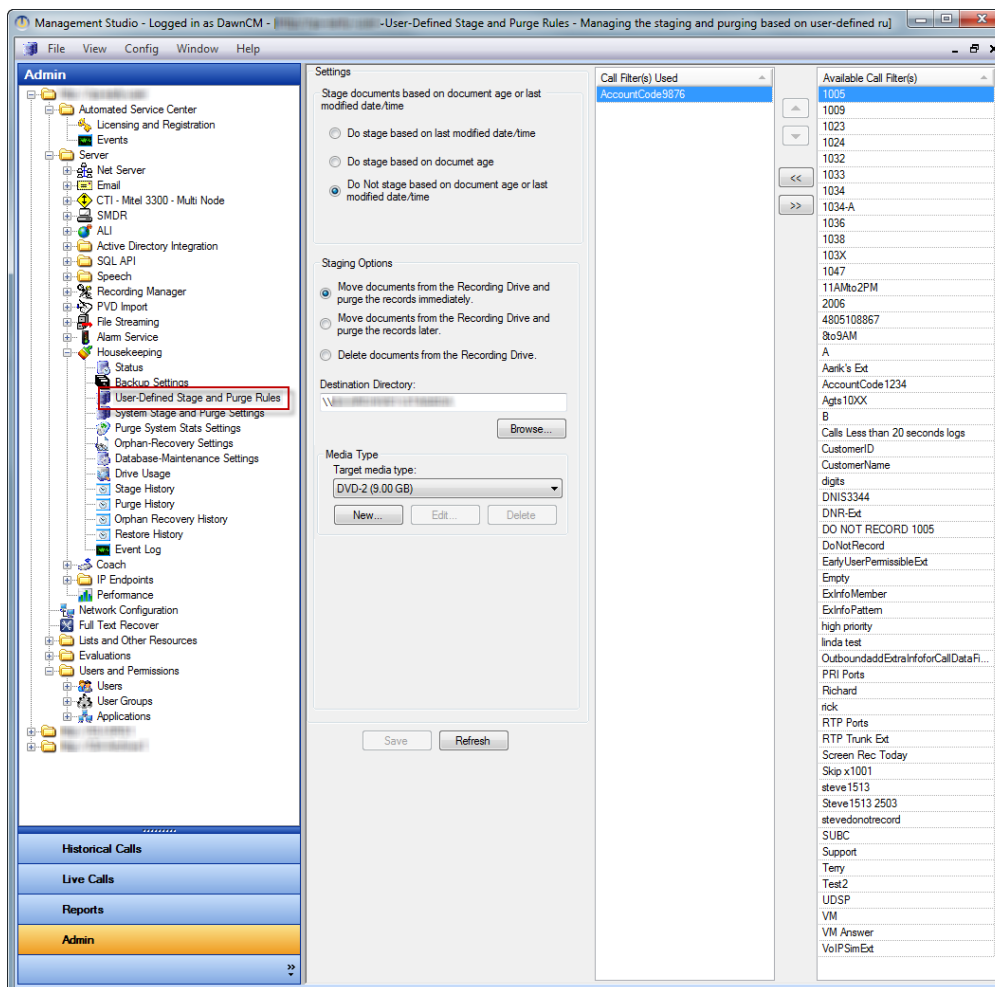 Management Studio - Logged in as DawnCM - [ -User-Defined Stage and Purge Rules - Managing the staging and purging based on user-defined ru]
File View Config Window Help
Admin
Automated Service Center
Licensing and Registration
Events
Server
Net Server
Email
CTI - Mitel 3300 - Multi Node
SMDR
ALI
Active Directory Integration
SQL API
Speech
Recording Manager
PVD Import
File Streaming
Alarm Service
Housekeeping
Status
Backup Settings
User-Defined Stage and Purge Rules
System Stage and Purge Settings
Purge System Stats Settings
Orphan-Recovery Settings
Database-Maintenance Settings
Drive Usage
Stage History
Purge History
Orphan Recovery History
Restore History
Event Log
Coach
IP Endpoints
Performance
Network Configuration
Full Text Recover
Lists and Other Resources
Evaluations
Users and Permissions
Users
User Groups
Applications
Historical Calls
Live Calls
Reports
Admin
»
Settings
Stage documents based on document age or last
modified date/time
Do stage based on last modified date/time
Do stage based on documet age
Do Not stage based on document age or last
modified date/time
Staging Options
Move documents from the Recording Drive and
purge the records immediately.
Move documents from the Recording Drive and
purge the records later.
Delete documents from the Recording Drive.
Destination Directory:
\\
Browse...
Media Type
Target media type:
DVD-2 (9.00 GB)
New... Edit... Delete
Save Refresh
Call Filter(s) Used
AccountCode9876
<<
>>
Available Call Filter(s)
1005
1009
1023
1024
1032
1033
1034
1034-A
1036
1038
103X
1047
11AMto2PM
2006
4805108867
8to9AM
A
Aarik's Ext
AccountCode1234
Agts10XX
B
Calls Less than 20 seconds logs
CustomerID
CustomerName
digits
DNIS3344
DNR-Ext
DO NOT RECORD 1005
DoNotRecord
EarlyUserPermissibleExt
Empty
ExInfoMember
ExInfoPattern
high priority
linda test
OutboundaddExtraInfoforCallDataFi...
PRI Ports
Richard
rick
RTP Ports
RTP Trunk Ext
Screen Rec Today
Skip x1001
steve1513
Steve1513 2503
stevedonotrecord
SUBC
Support
Terry
Test2
UDSP
VM
VM Answer
VoIPSimExt